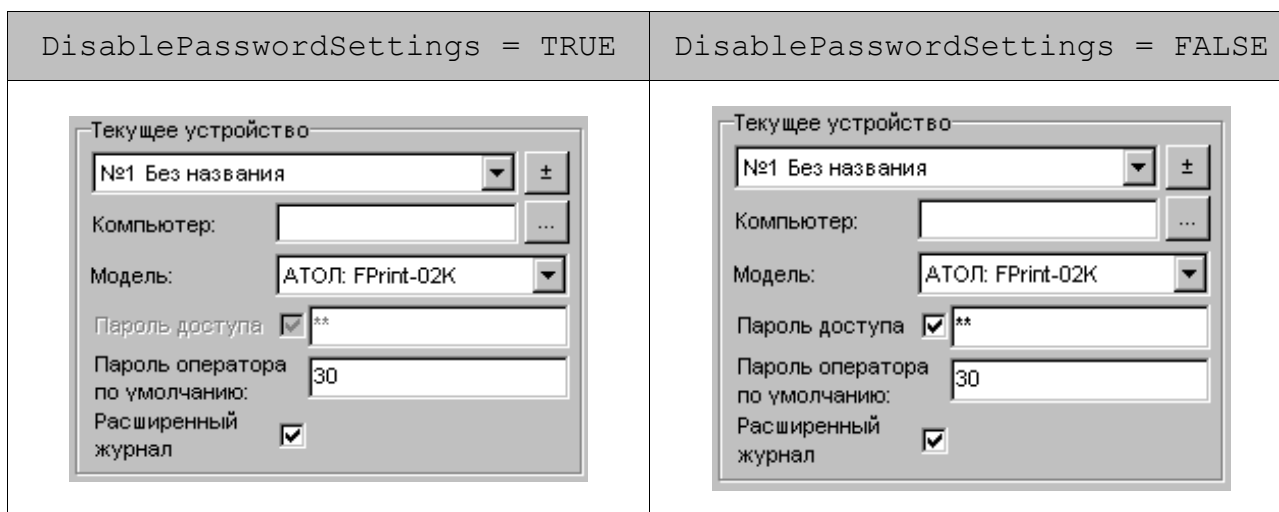 DisablePasswordSettings = TRUE
DisablePasswordSettings = FALSE
Текущее устройство
№1 Без названия
±
Компьютер:
...
Модель:
АТОЛ: FPrint-02K
Пароль доступа
**
Пароль оператора
по умолчанию:
30
Расширенный
журнал
Текущее устройство
№1 Без названия
±
Компьютер:
...
Модель:
АТОЛ: FPrint-02K
Пароль доступа
**
Пароль оператора
по умолчанию:
30
Расширенный
журнал